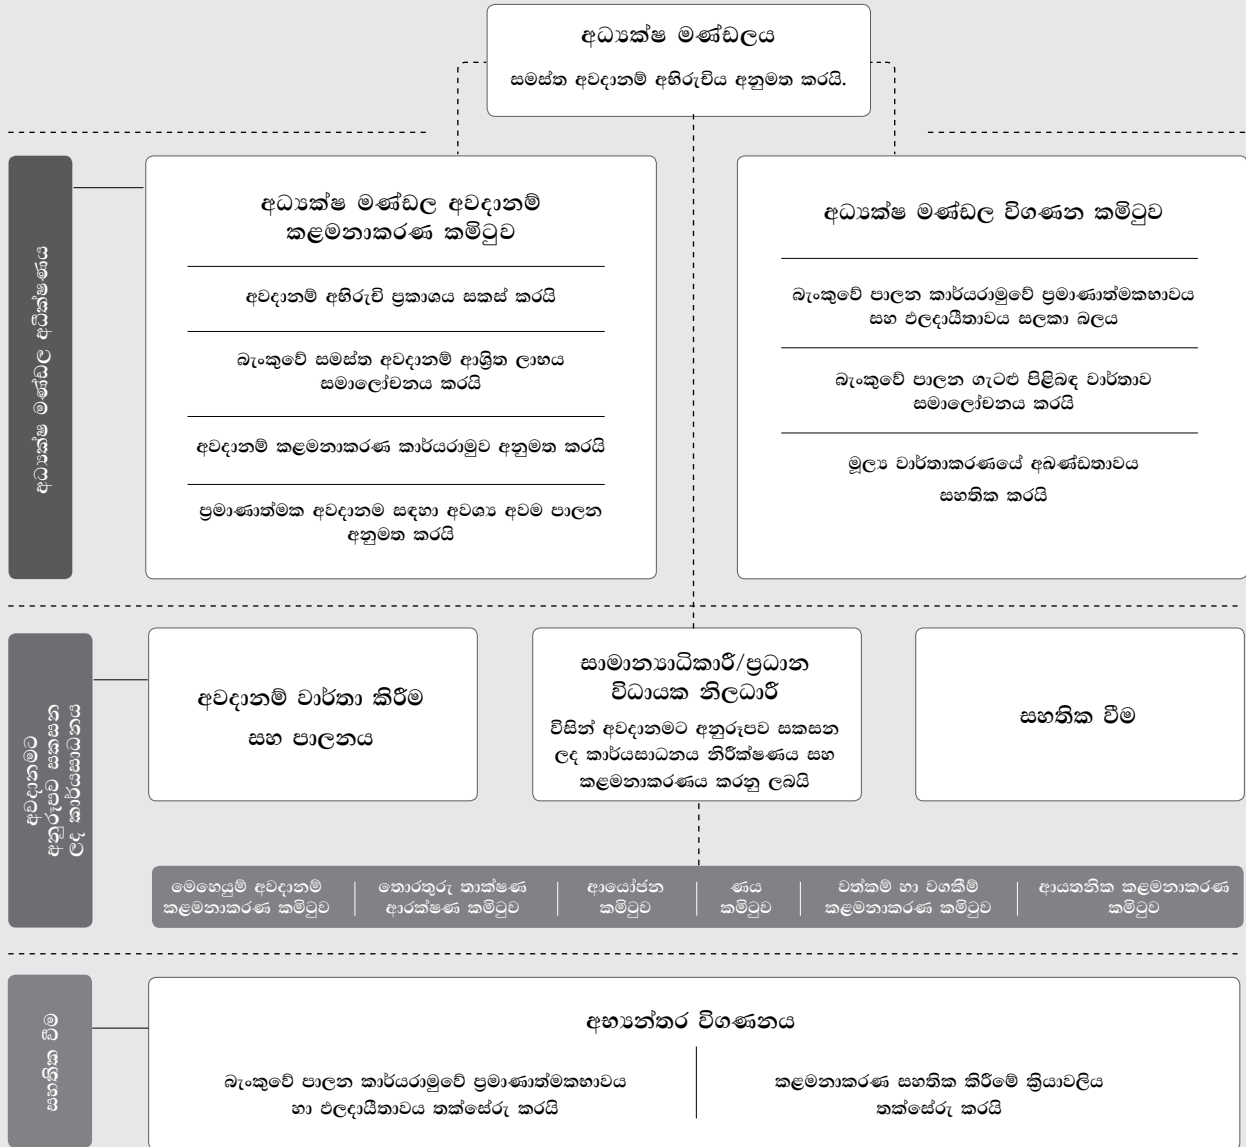 අධ්‍යක්ෂ මණ්ඩලය
සමස්ත අවදානම් අභිරුචිය අනුමත කරයි.
අධ්‍යක්ෂ මණ්ඩල අධීක්ෂණය
අධ්‍යක්ෂ මණ්ඩල අවදානම්
කළමනාකරණ කමිටුව
අවදානම් අභිරුචි ප්‍රකාශය සකස් කරයි
බැංකුවේ සමස්ත අවදානම් ආශ්‍රිත ලාභය
සමාලෝචනය කරයි
අවදානම් කළමනාකරණ කාර්යරාමුව අනුමත කරයි
ප්‍රමාණාත්මක අවදානම සඳහා අවශ්‍ය අවම පාලන
අනුමත කරයි
අධ්‍යක්ෂ මණ්ඩල විගණන කමිටුව
බැංකුවේ පාලන කාර්යරාමුවේ ප්‍රමාණාත්මකභාවය
සහ ඵලදායීතාවය සලකා බලය
බැංකුවේ පාලන ගැටළු පිළිබඳ වාර්තාව
සමාලෝචනය කරයි
මූල්‍ය වාර්තාකරණයේ අඛණ්ඩතාවය
සහතික කරයි
අවදානමට
අනුරූපව සකසන
ලද කාර්යසාධනය
අවදානම් වාර්තා කිරීම
සහ පාලනය
සාමාන්‍යාධිකාරී/ප්‍රධාන
විධායක නිලධාරී
විසින් අවදානමට අනුරූපව සකසන
ලද කාර්යසාධනය නිරීක්ෂණය සහ
කළමනාකරණය කරනු ලබයි
සහතික වීම
මෙහෙයුම් අවදානම්
කළමනාකරණ කමිටුව
තොරතුරු තාක්ෂණ
ආරක්ෂණ කමිටුව
ආයෝජන
කමිටුව
ණය
කමිටුව
වත්කම් හා වගකීම්
කළමනාකරණ කමිටුව
ආයතනික කළමනාකරණ
කමිටුව
සහතික වීම
අභ්‍යන්තර විගණනය
බැංකුවේ පාලන කාර්යරාමුවේ ප්‍රමාණාත්මකභාවය
හා ඵලදායීතාවය තක්සේරු කරයි
කළමනාකරණ සහතික කිරීමේ ක්‍රියාවලිය
තක්සේරු කරයි